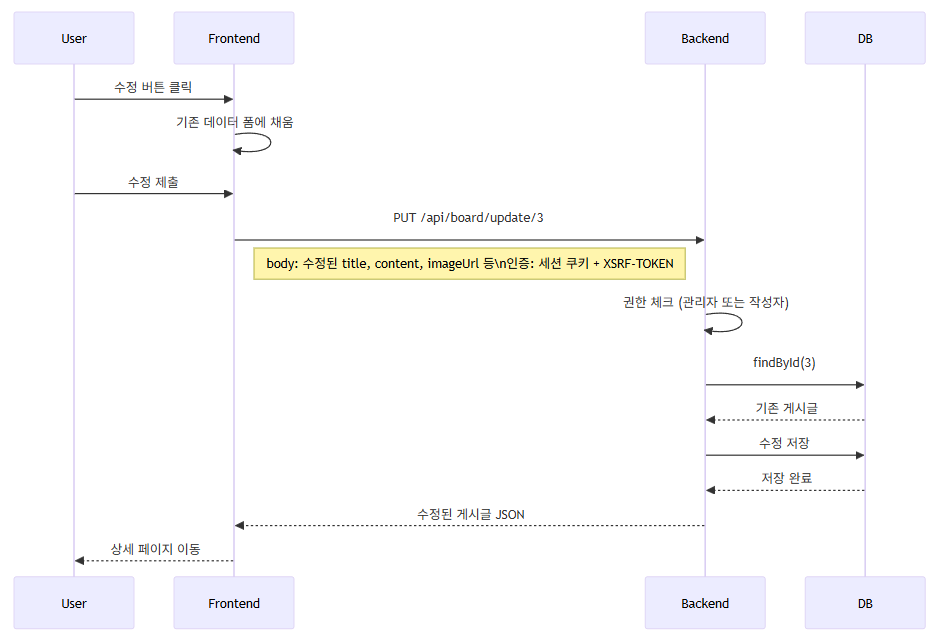 User
Frontend
Backend
DB
수정 버튼 클릭
기존 데이터 폼에 채움
수정 제출
PUT /api/board/update/3
body: 수정된 title, content, imageUrl 등\n인증: 세션 쿠키 + XSRF-TOKEN
권한 체크 (관리자 또는 작성자)
findById(3)
기존 게시글
수정 저장
저장 완료
수정된 게시글 JSON
상세 페이지 이동
User
Frontend
Backend
DB